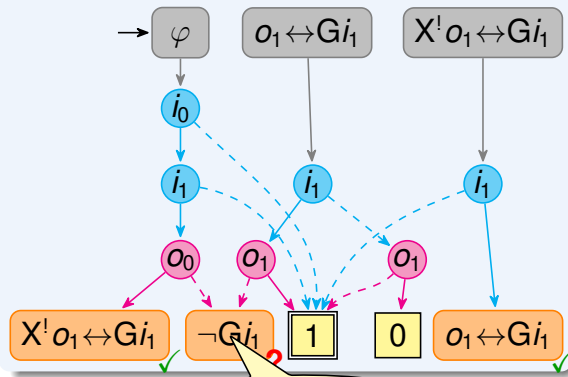 φ o₁↔Gi₁ X!o₁↔Gi₁
i₀
i₁ i₁ i₁
o₀ o₁ o₁
X!o₁↔Gi₁ ¬Gi₁ 1 0 o₁↔Gi₁
✓ ? ✓